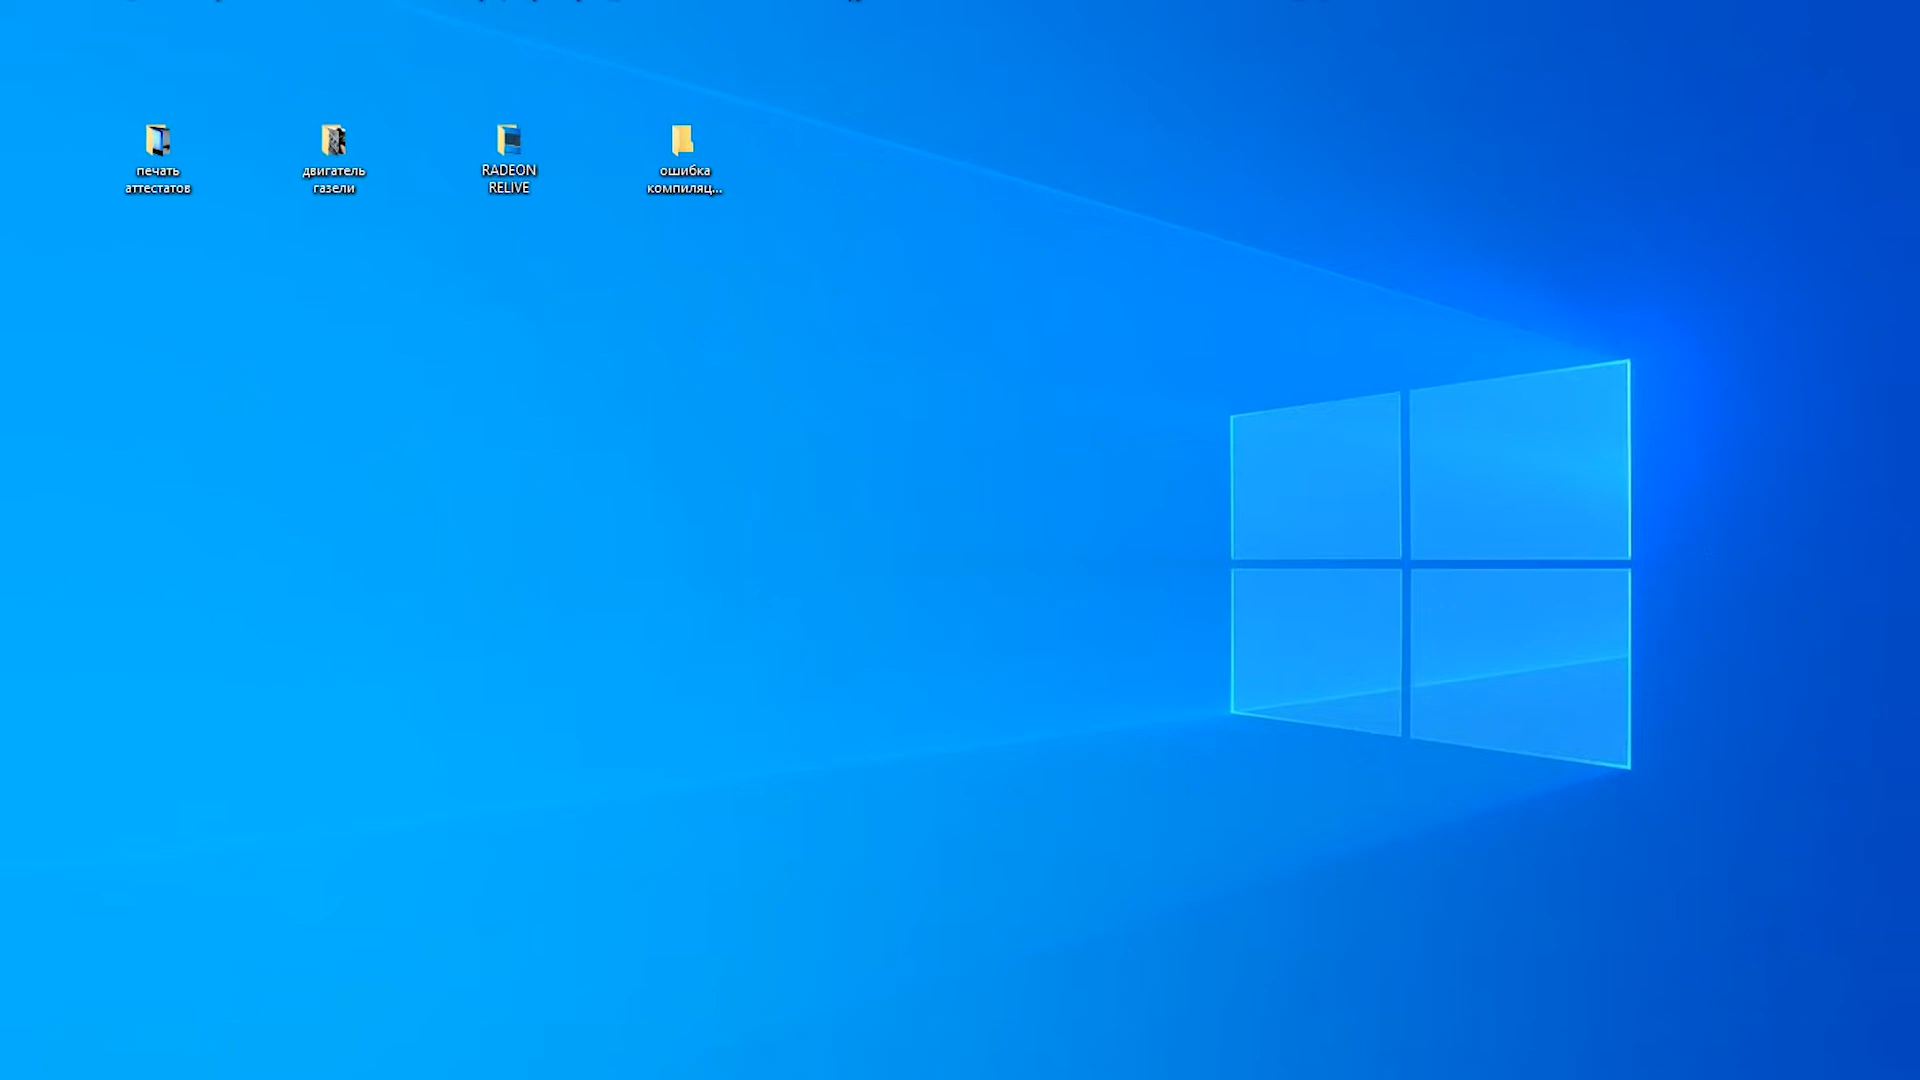 печать
аттестатов
двигатель
газели
RADEON
RELIVE
ошибка
компиляц...